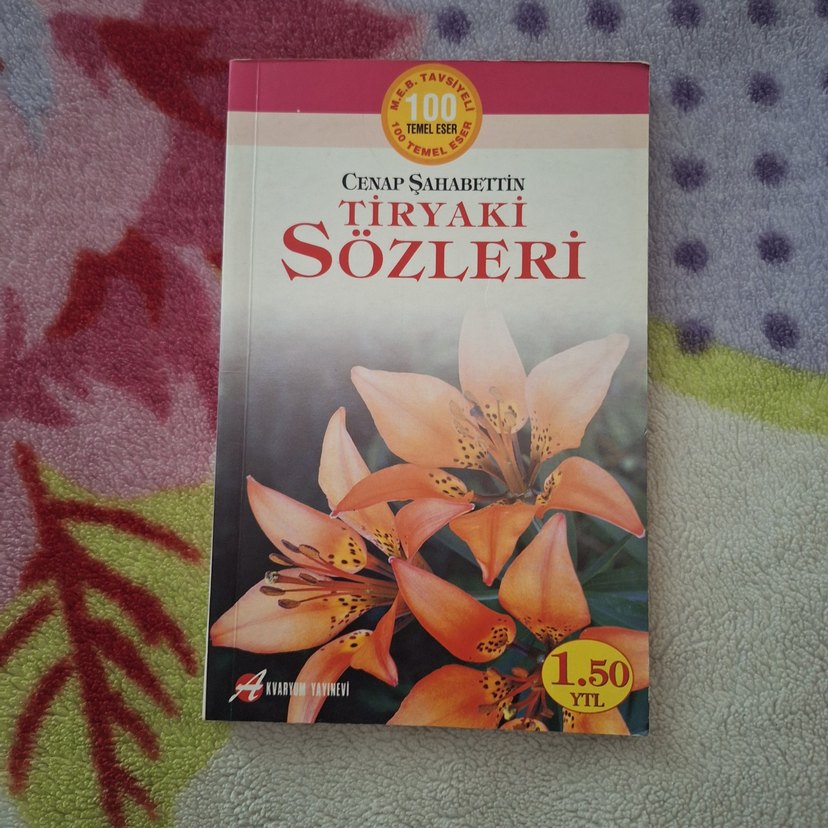 M.E.B. TAVSİYELİ
100
TEMEL ESER
100 TEMEL ESER
CENAP ŞAHABETTİN
TİRYAKİ
SÖZLERİ
AKVARYUM YAYINEVİ
1.50
YTL